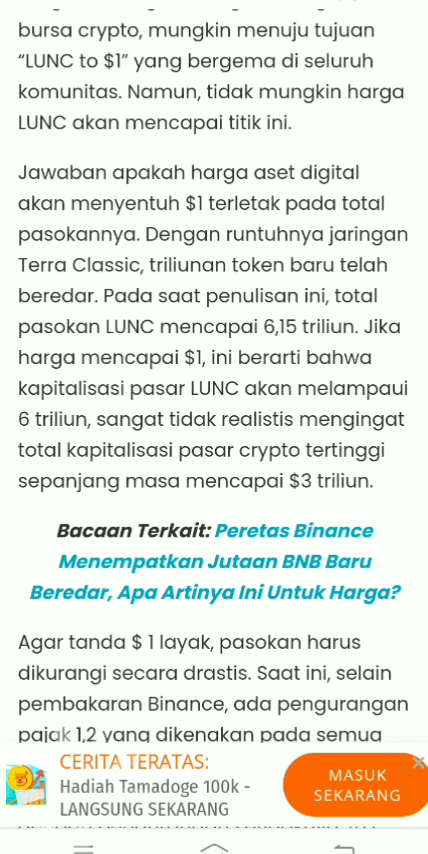 bursa crypto, mungkin menuju tujuan
“LUNC to $1” yang bergema di seluruh
komunitas. Namun, tidak mungkin harga
LUNC akan mencapai titik ini.
Jawaban apakah harga aset digital
akan menyentuh $1 terletak pada total
pasokannya. Dengan runtuhnya jaringan
Terra Classic, triliunan token baru telah
beredar. Pada saat penulisan ini, total
pasokan LUNC mencapai 6,15 triliun. Jika
harga mencapai $1, ini berarti bahwa
kapitalisasi pasar LUNC akan melampaui
6 triliun, sangat tidak realistis mengingat
total kapitalisasi pasar crypto tertinggi
sepanjang masa mencapai $3 triliun.
Bacaan Terkait: Peretas Binance
Menempatkan Jutaan BNB Baru
Beredar, Apa Artinya Ini Untuk Harga?
Agar tanda $ 1 layak, pasokan harus
dikurangi secara drastis. Saat ini, selain
pembakaran Binance, ada pengurangan
pajak 1,2 yang dikenakan pada semua
CERITA TERATAS:
Hadiah Tamadoge 100k -
LANGSUNG SEKARANG
MASUK
SEKARANG